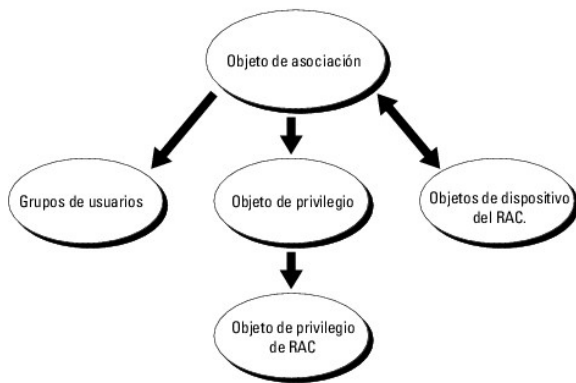 Objeto de asociación
Grupos de usuarios
Objeto de privilegio
Objetos de dispositivo
del RAC.
Objeto de privilegio
de RAC